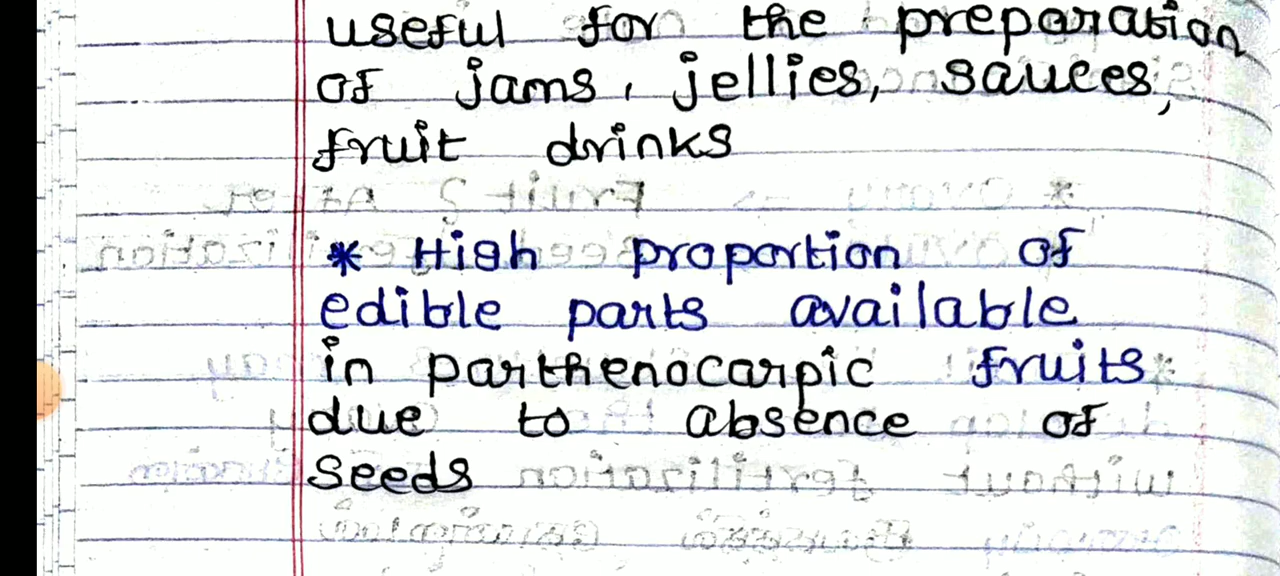 useful for the preparation
of jams, jellies, sauces,
fruit drinks
* High proportion of
edible parts available
in parthenocarpic fruits
due to absence of
seeds